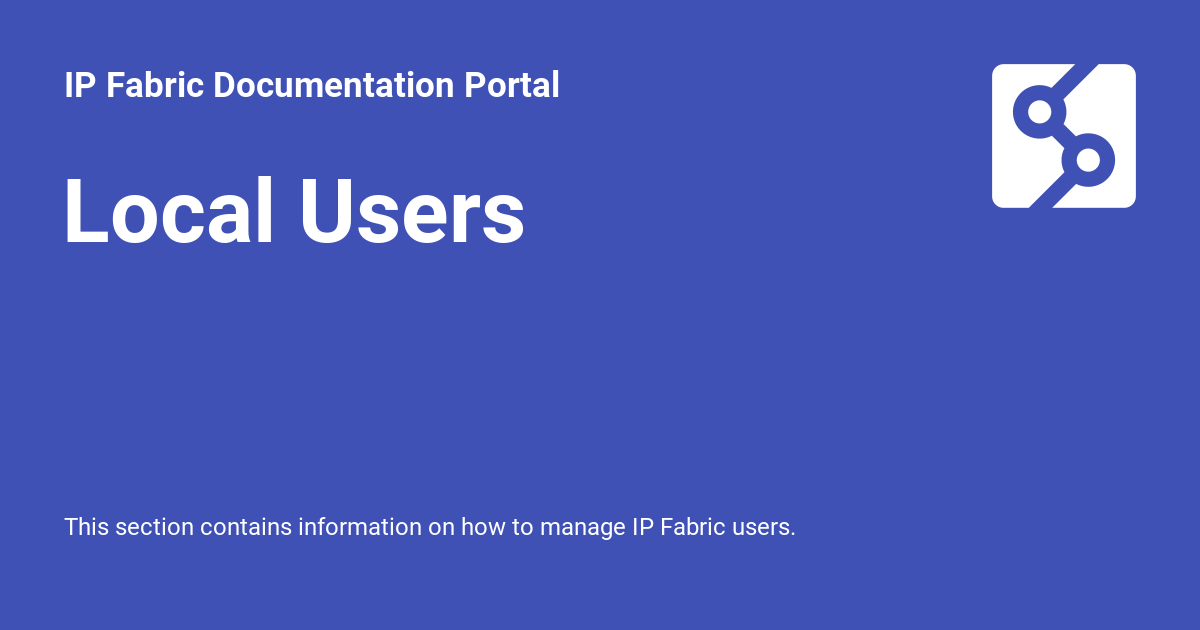 IP Fabric Documentation Portal
Local Users
This section contains information on how to manage IP Fabric users.